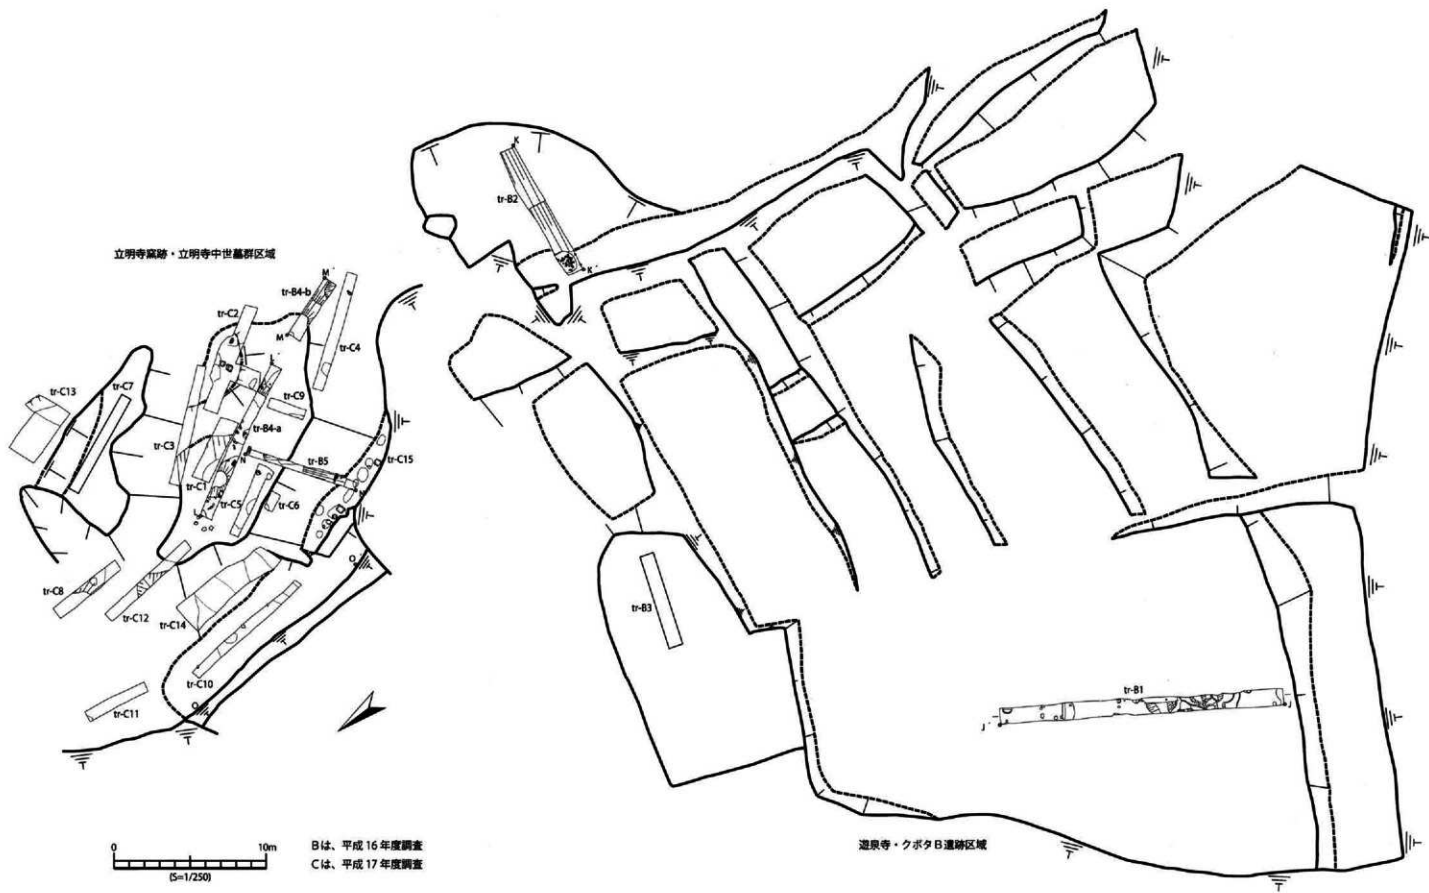 立明寺窯跡・立明寺中世墓群区域
K
tr-B2
K'
M'
tr-B4-b
tr-C2
M
tr-C4
L'
tr-C7
tr-C13
tr-C9
tr-B4-a
tr-C3
N
tr-B5
tr-C15
tr-C1
tr-C5
tr-C6
tr-C8
tr-C12
tr-C14
tr-B3
tr-C10
tr-C11
tr-B1
J'
J
0
10m
(S=1/250)
Bは、平成16年度調査
Cは、平成17年度調査
遊泉寺・クボタB遺跡区域